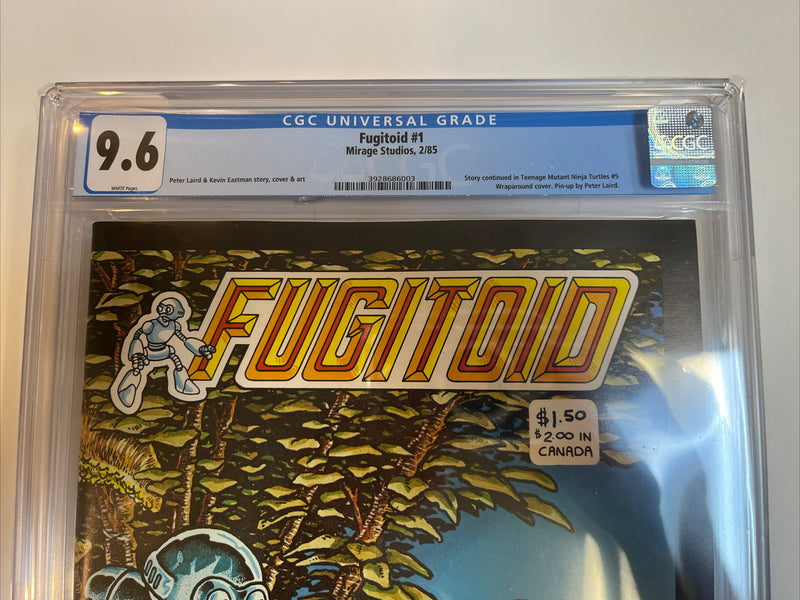 CGC UNIVERSAL GRADE
9.6
WHITE Pages
Fugitoid #1
Mirage Studios, 2/85
Peter Laird & Kevin Eastman story, cover & art
3928686003
Story continued in Teenage Mutant Ninja Turtles #5
Wraparound cover. Pin-up by Peter Laird.
CGC
FUGITOID
$1.50
$2.00 IN
CANADA